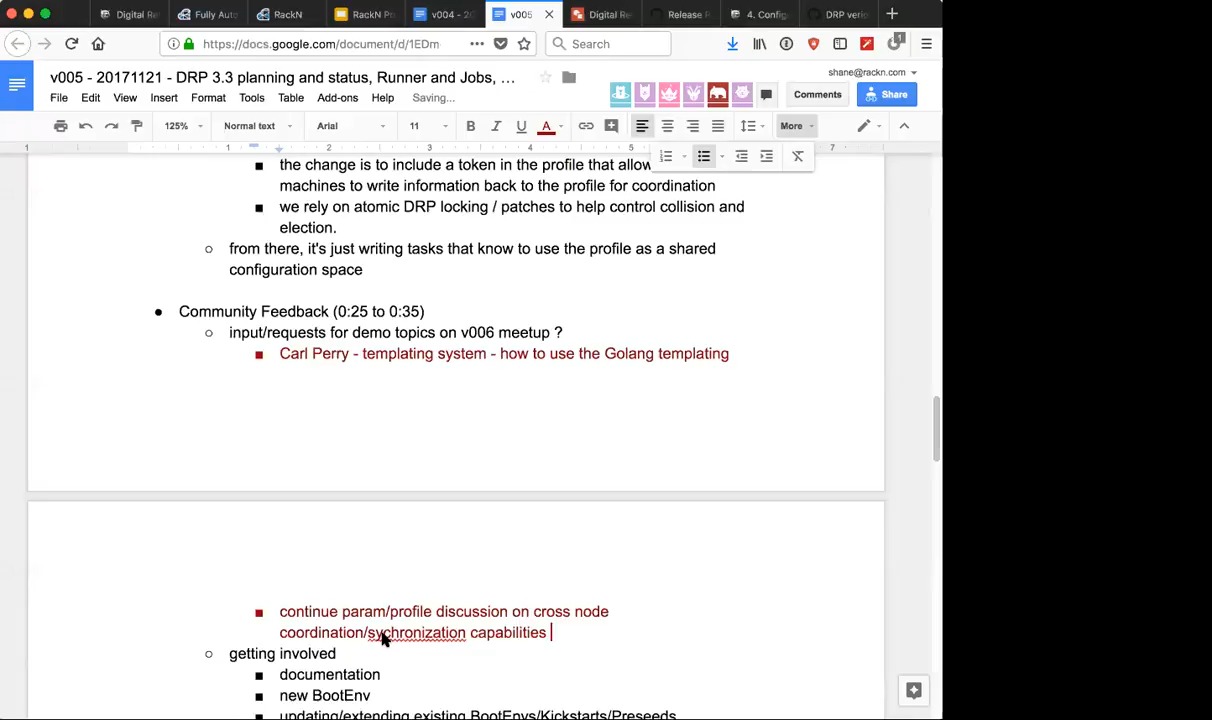 Digital Re
Fully Auto
RackN
RackN Pr
v004 - 20
v005
Digital Re
Release R
4. Config
DRP versi
https://docs.google.com/document/d/1EDm
Search
v005 - 20171121 - DRP 3.3 planning and status, Runner and Jobs, ...
shane@rackn.com
File Edit View Insert Format Tools Table Add-ons Help Saving...
Comments
Share
125% Normal text Arial 11 B I U A More
1 1 2 3 4 5 7
the change is to include a token in the profile that allow
machines to write information back to the profile for coordination
we rely on atomic DRP locking / patches to help control collision and
election.
from there, it's just writing tasks that know to use the profile as a shared
configuration space
Community Feedback (0:25 to 0:35)
input/requests for demo topics on v006 meetup ?
Carl Perry - templating system - how to use the Golang templating
continue param/profile discussion on cross node
coordination/sychronization capabilities
getting involved
documentation
new BootEnv
updating/extending existing BootEnvs/Kickstarts/Preseeds